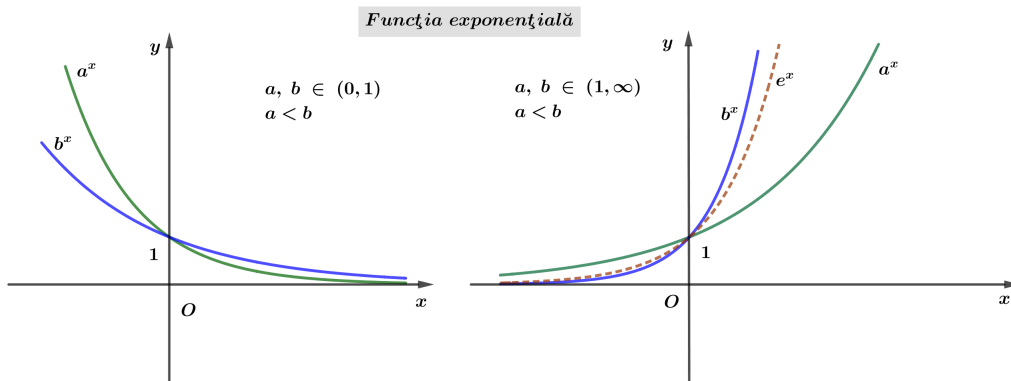 Funcţia exponenţială
y
a^x
b^x
a, b ∈ (0,1)
a < b
1
O
x
y
a, b ∈ (1,∞)
a < b
b^x
e^x
a^x
1
O
x